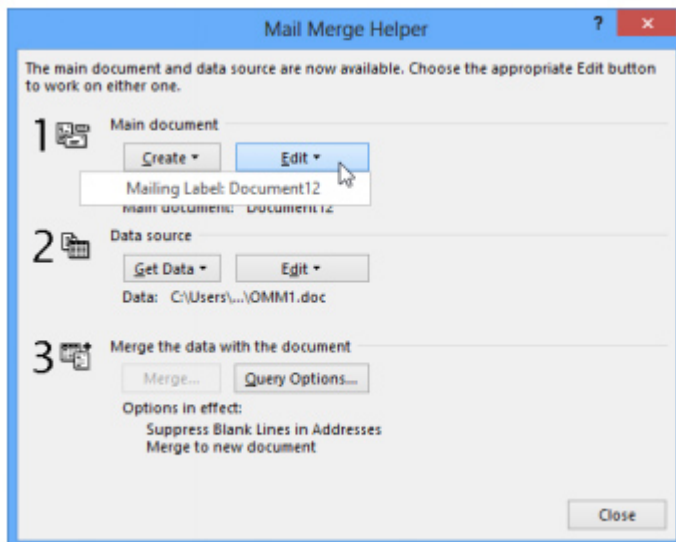 Mail Merge Helper
?
The main document and data source are now available. Choose the appropriate Edit button
to work on either one.
1 Main document
Create Edit
Mailing Label: Document12
Main document: Document12
2 Data source
Get Data Edit
Data: C:\Users\...\OMM1.doc
3 Merge the data with the document
Merge... Query Options...
Options in effect:
Suppress Blank Lines in Addresses
Merge to new document
Close